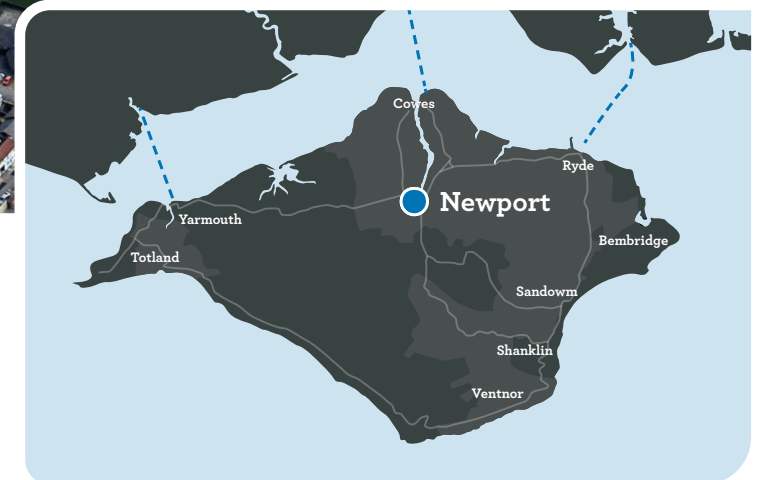 Cowes
Ryde
Newport
Yarmouth
Bembridge
Totland
Sandowm
Shanklin
Ventnor